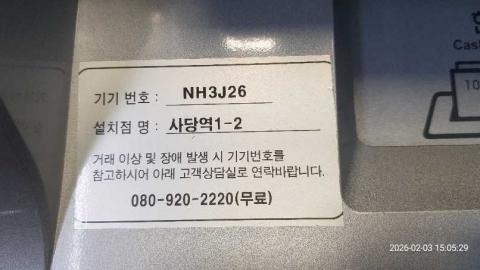 기기 번호 : NH3J26
설치점 명 : 사당역1-2
거래 이상 및 장애 발생 시 기기번호를
참고하시어 아래 고객상담실로 연락바랍니다.
080-920-2220(무료)
Cash
10
2026-02-03 15:05:29